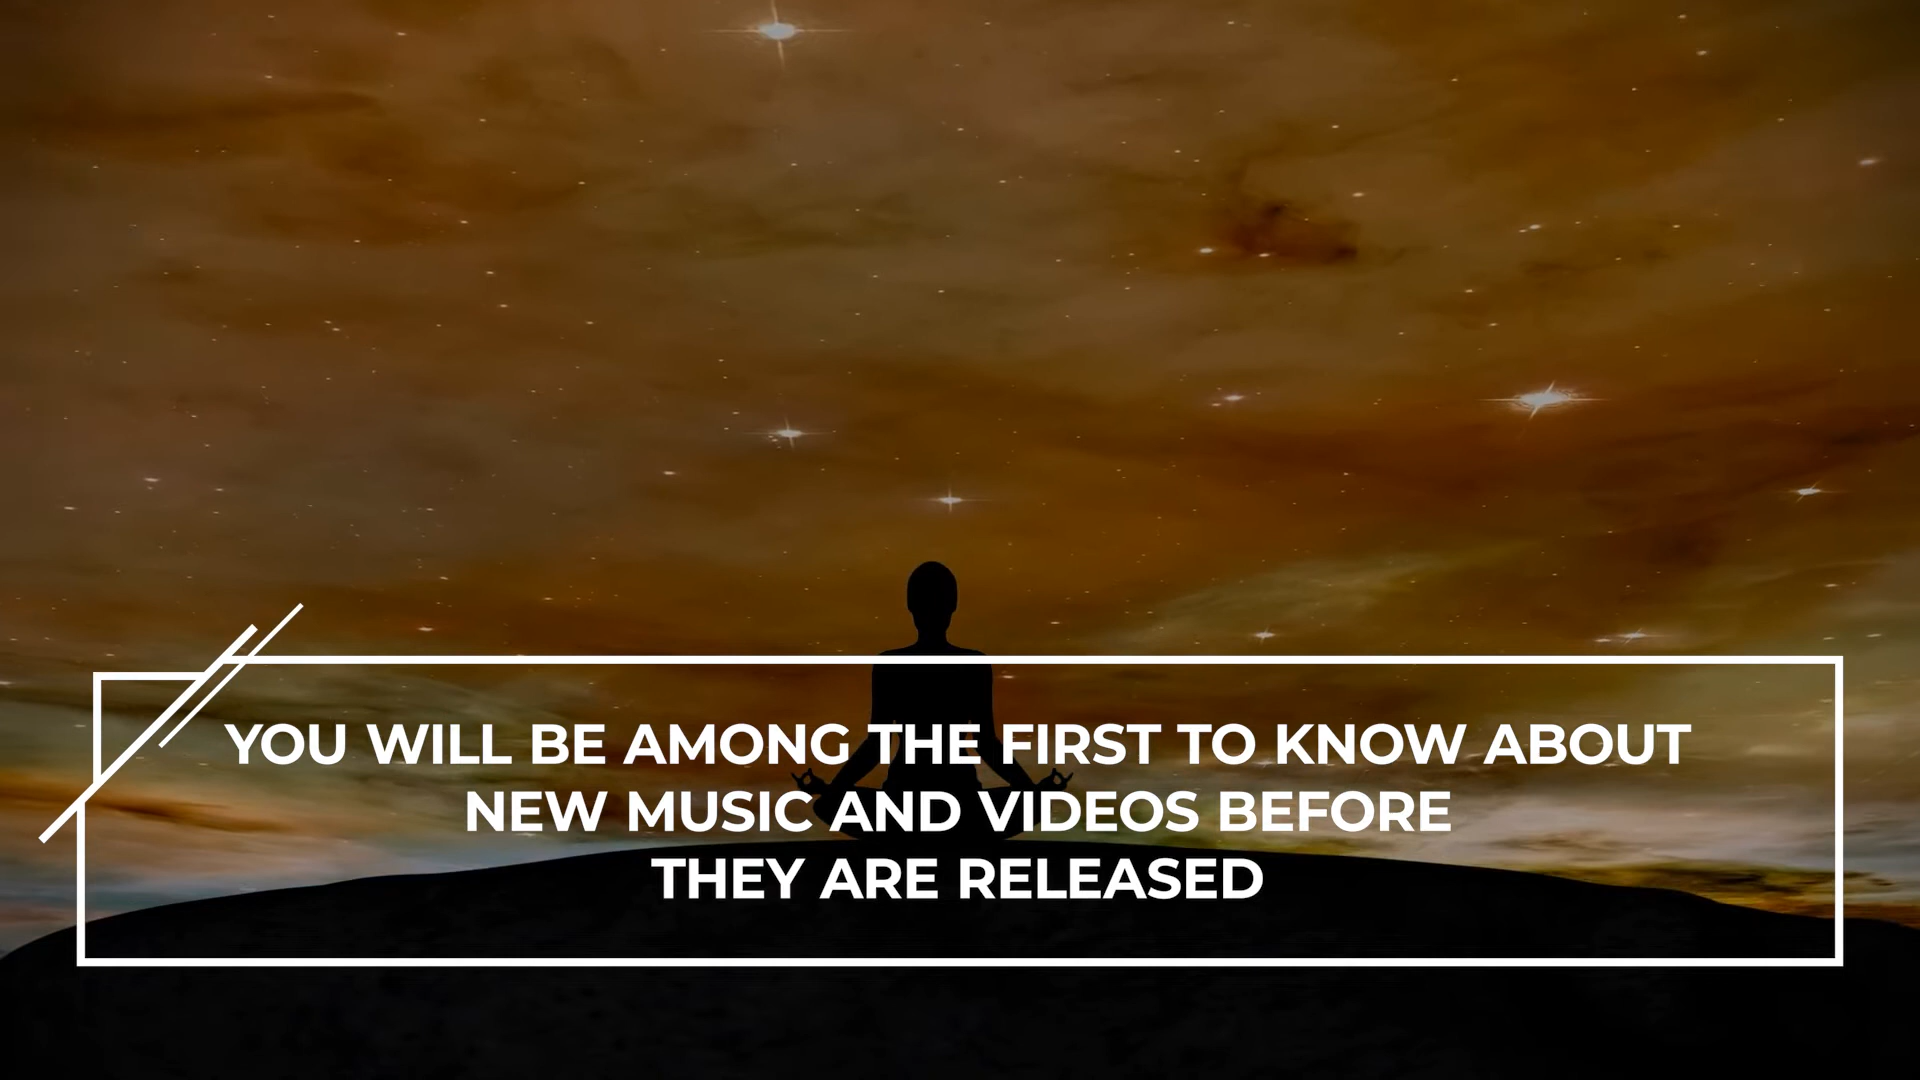 YOU WILL BE AMONG THE FIRST TO KNOW ABOUT
NEW MUSIC AND VIDEOS BEFORE
THEY ARE RELEASED